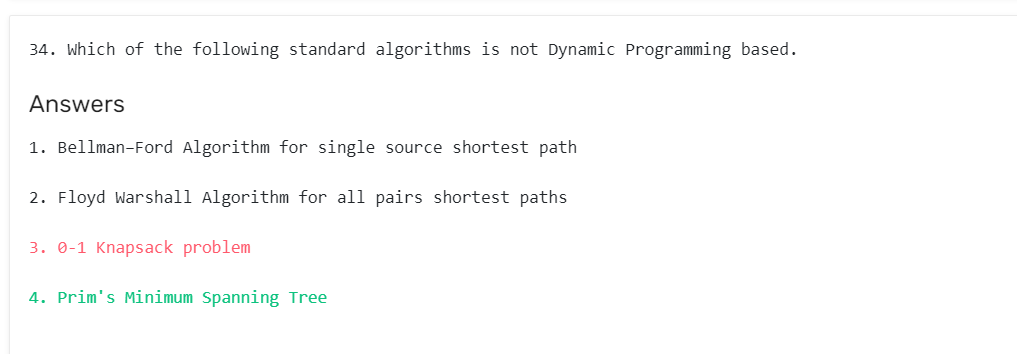 34. Which of the following standard algorithms is not Dynamic Programming based.
Answers
1. Bellman–Ford Algorithm for single source shortest path
2. Floyd Warshall Algorithm for all pairs shortest paths
3. 0-1 Knapsack problem
4. Prim's Minimum Spanning Tree